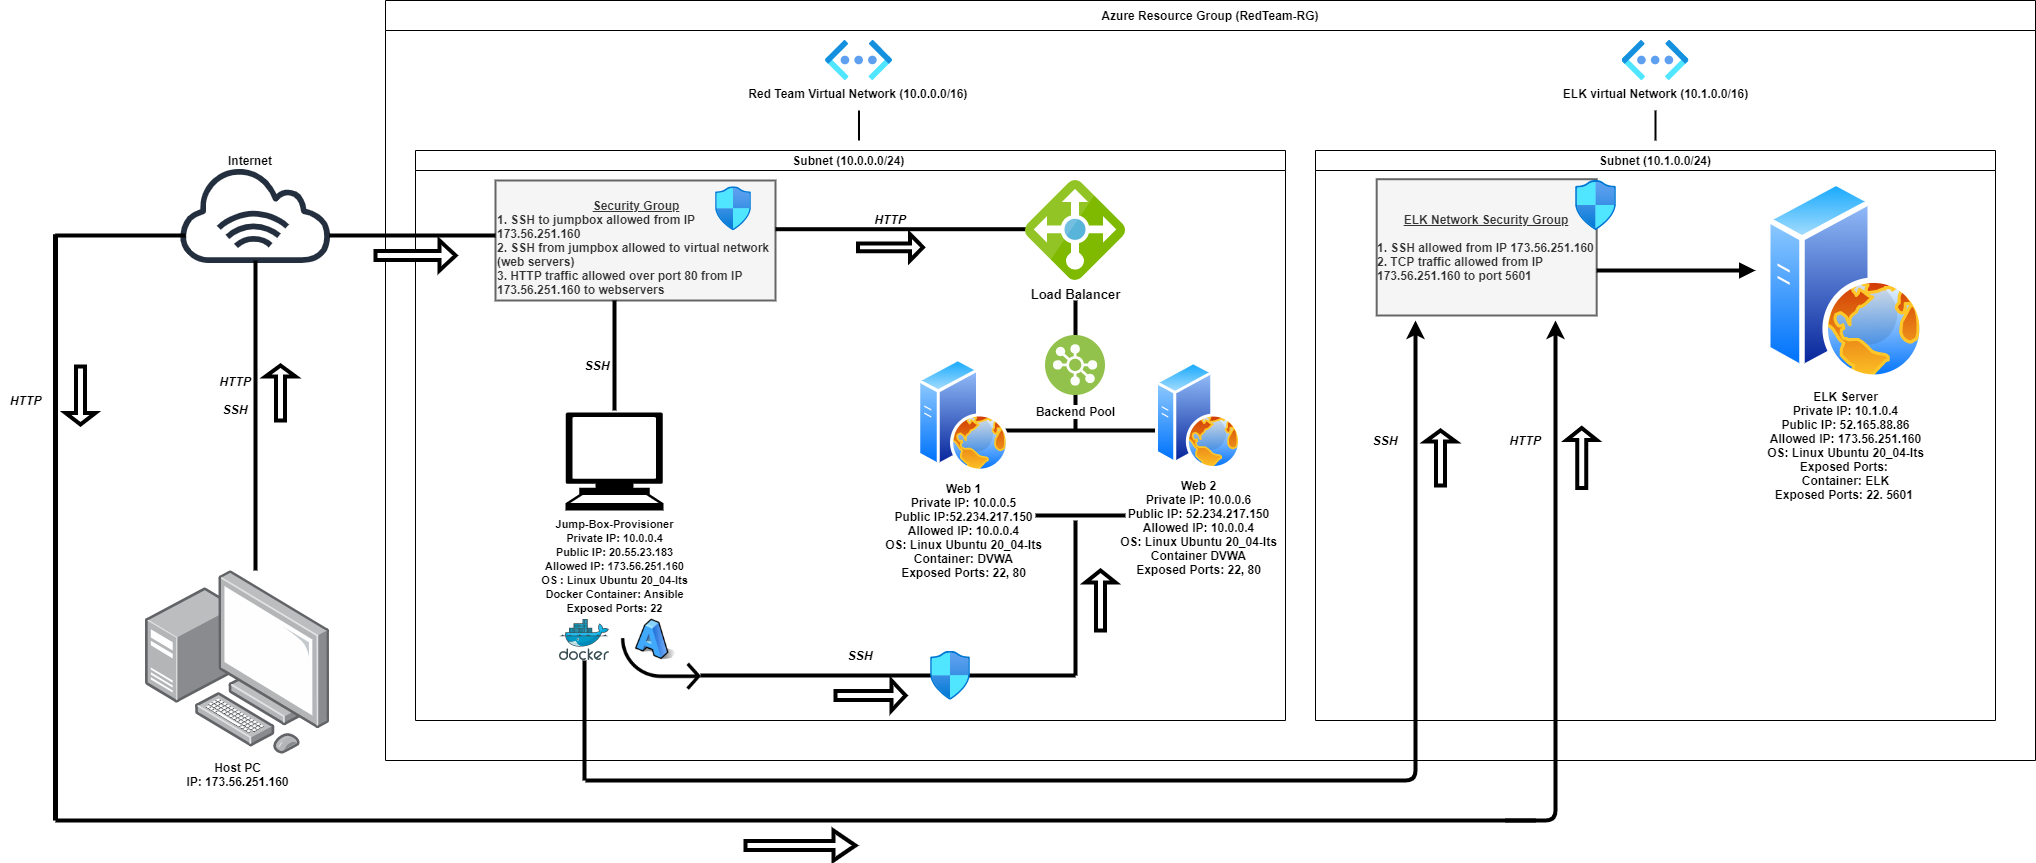 Azure Resource Group (RedTeam-RG)
Red Team Virtual Network (10.0.0.0/16)
ELK virtual Network (10.1.0.0/16)
Internet
Subnet (10.0.0.0/24)
Subnet (10.1.0.0/24)
Security Group
1. SSH to jumpbox allowed from IP
173.56.251.160
2. SSH from jumpbox allowed to virtual network
(web servers)
3. HTTP traffic allowed over port 80 from IP
173.56.251.160 to webservers
HTTP
Load Balancer
ELK Network Security Group
1. SSH allowed from IP 173.56.251.160
2. TCP traffic allowed from IP
173.56.251.160 to port 5601
HTTP
HTTP
SSH
SSH
Backend Pool
SSH
HTTP
ELK Server
Private IP: 10.1.0.4
Public IP: 52.165.88.86
Allowed IP: 173.56.251.160
OS: Linux Ubuntu 20_04-lts
Exposed Ports:
Container: ELK
Exposed Ports: 22. 5601
Web 1
Private IP: 10.0.0.5
Public IP:52.234.217.150
Allowed IP: 10.0.0.4
OS: Linux Ubuntu 20_04-lts
Container: DVWA
Exposed Ports: 22, 80
Web 2
Private IP: 10.0.0.6
Public IP: 52.234.217.150
Allowed IP: 10.0.0.4
OS: Linux Ubuntu 20_04-lts
Container DVWA
Exposed Ports: 22, 80
Jump-Box-Provisioner
Private IP: 10.0.0.4
Public IP: 20.55.23.183
Allowed IP: 173.56.251.160
OS : Linux Ubuntu 20_04-lts
Docker Container: Ansible
Exposed Ports: 22
docker
SSH
Host PC
IP: 173.56.251.160